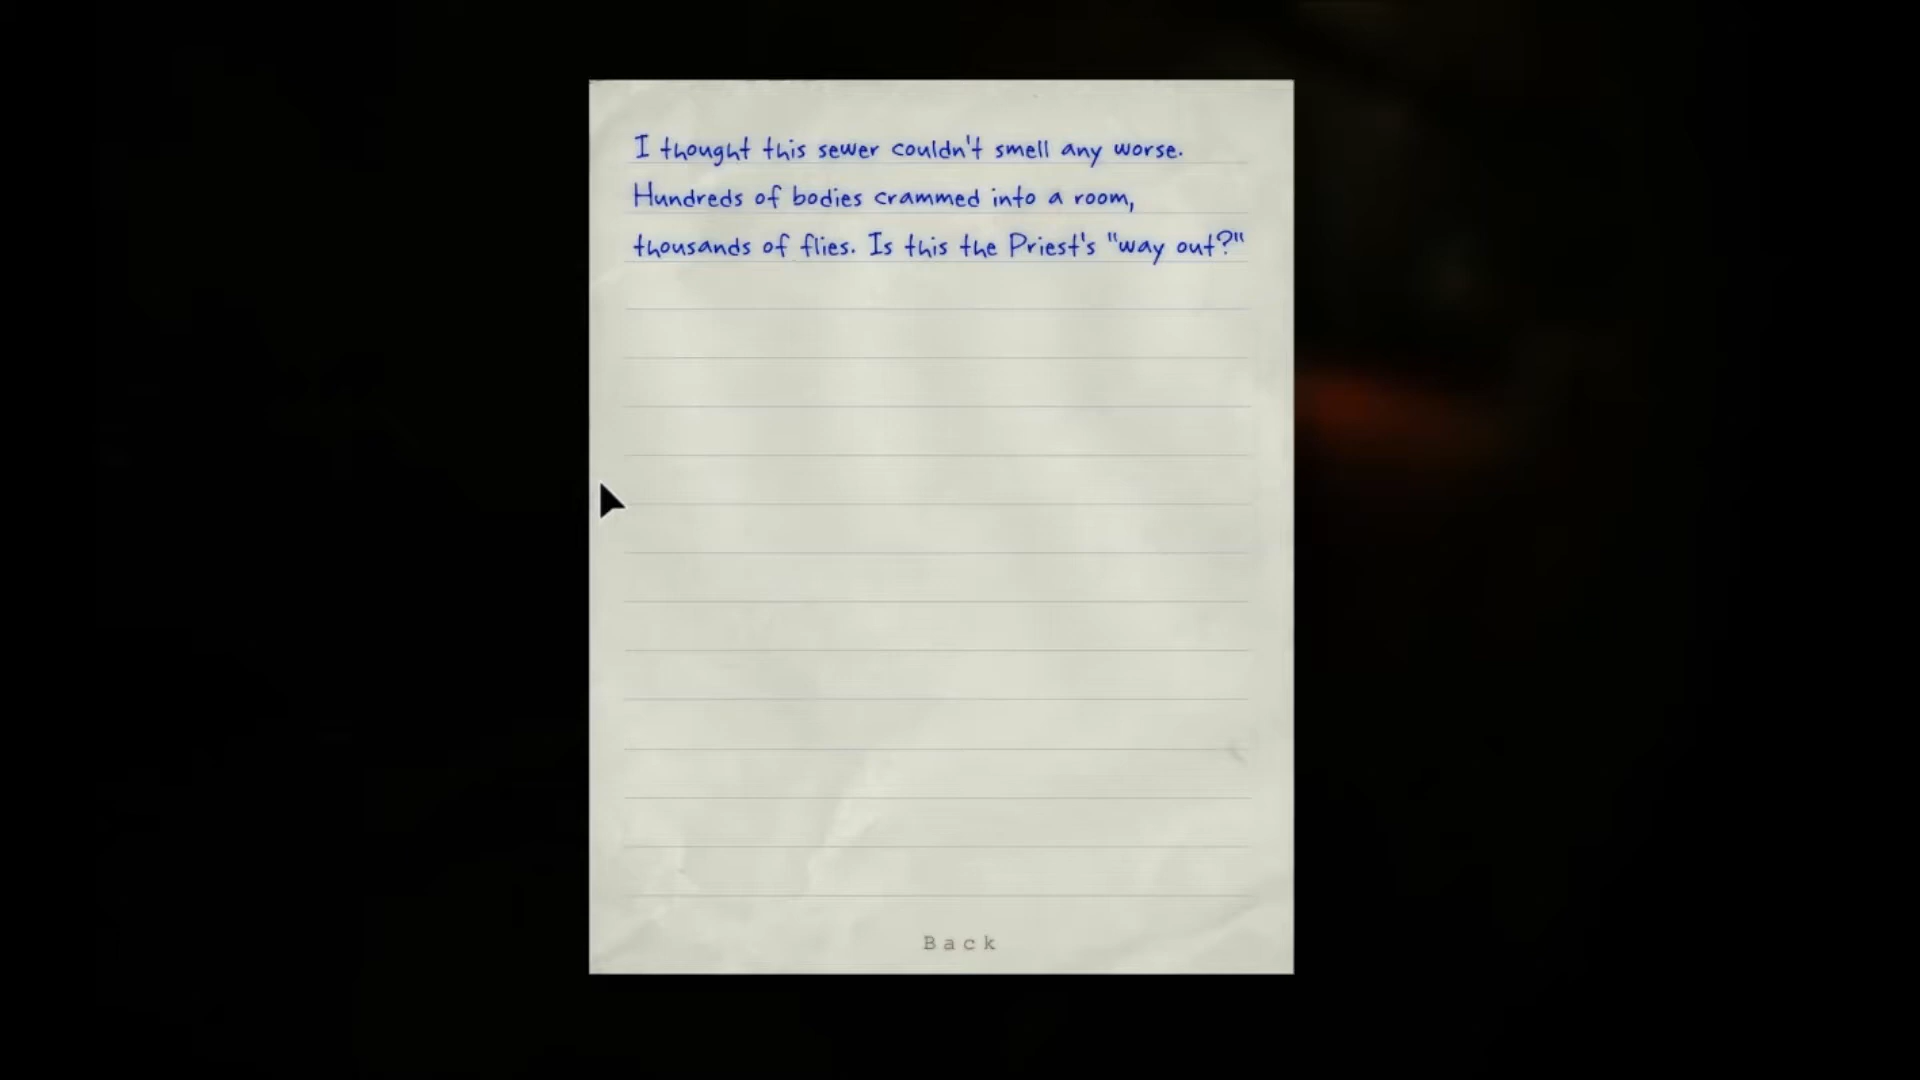 I thought this sewer couldn't smell any worse.
Hundreds of bodies crammed into a room,
thousands of flies. Is this the Priest's "way out?"
Back